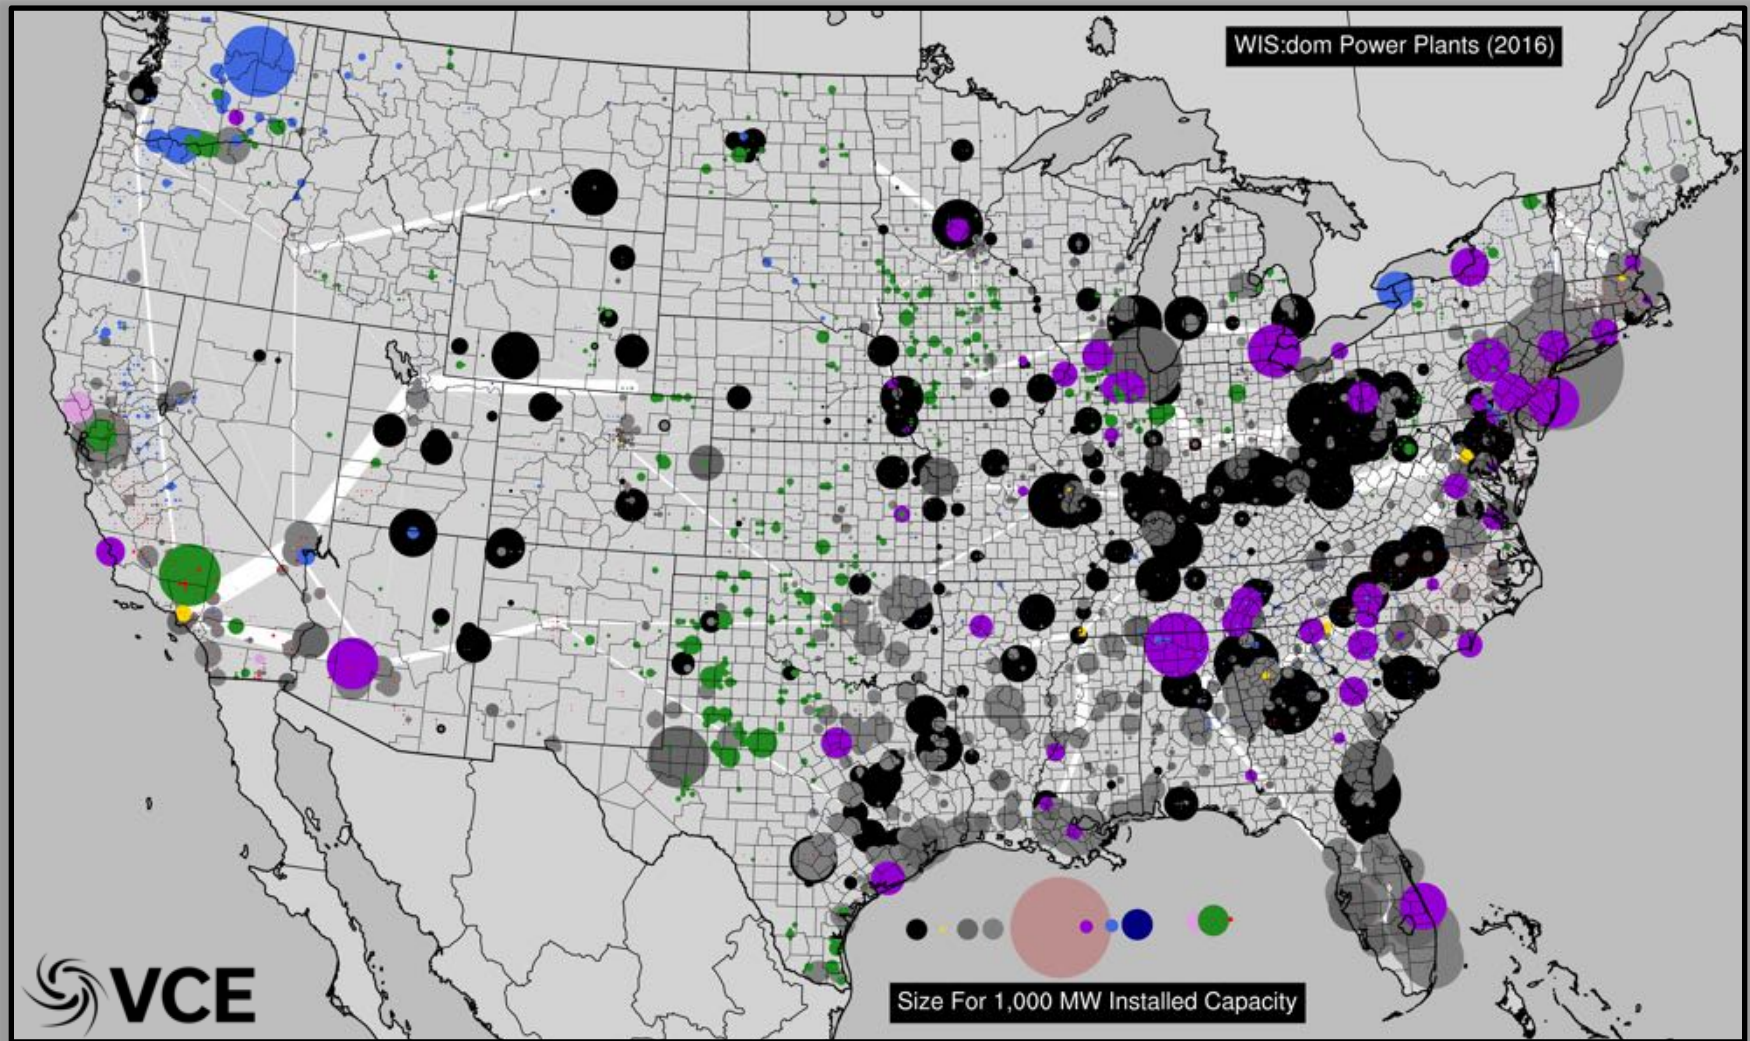 WIS:dom Power Plants (2016)
Size For 1,000 MW Installed Capacity
VCE